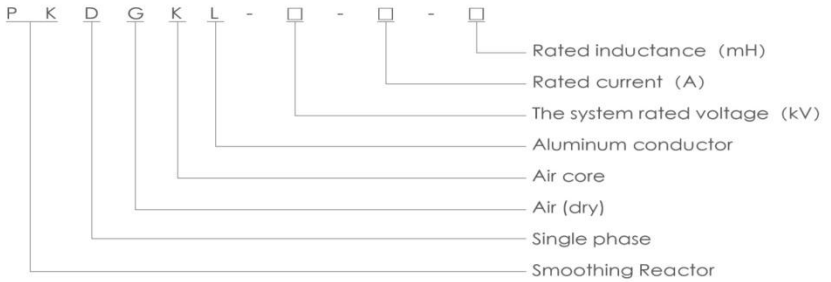 P K D G K L - □ - □ - □
Rated inductance (mH)
Rated current (A)
The system rated voltage (kV)
Aluminum conductor
Air core
Air (dry)
Single phase
Smoothing Reactor